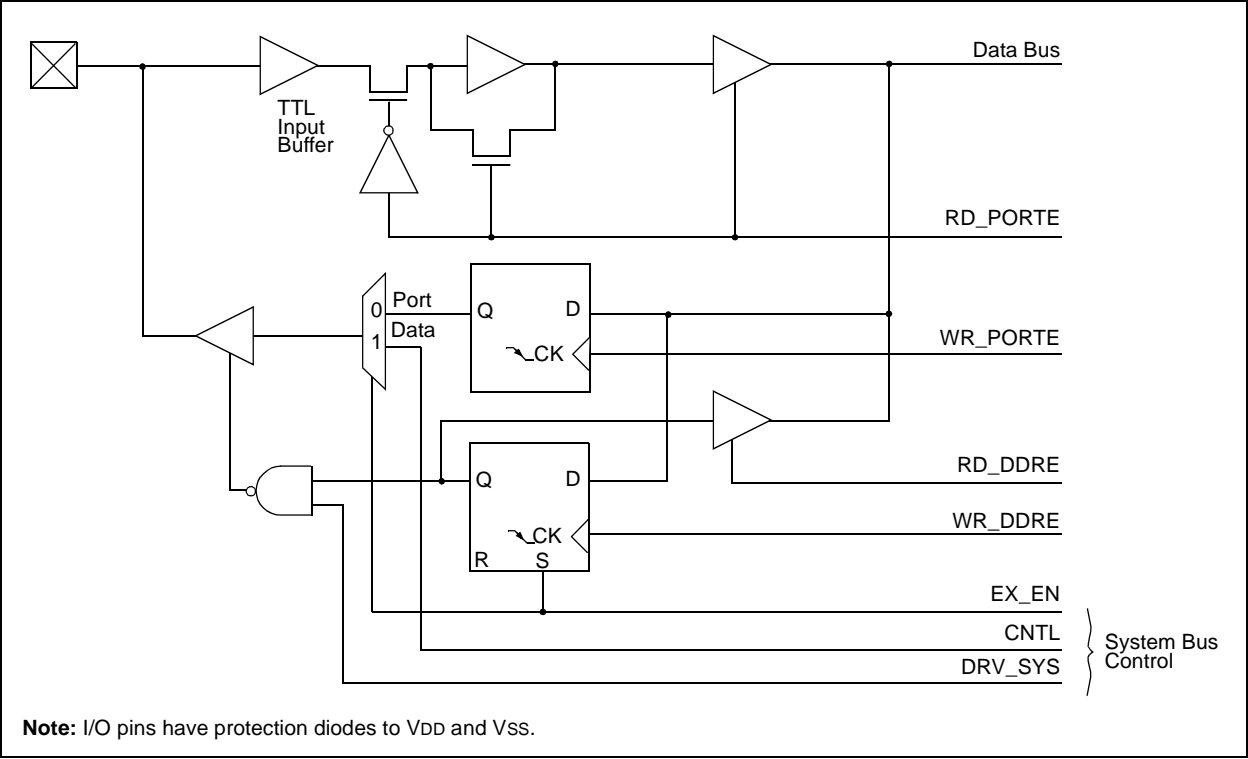 Data Bus
TTL
Input
Buffer
RD_PORTE
0
Port
Q
D
Data
1
CK
WR_PORTE
RD_DDRE
Q
D
CK
WR_DDRE
R
S
EX_EN
CNTL
DRV_SYS
System Bus
Control
Note: I/O pins have protection diodes to VDD and VSS.